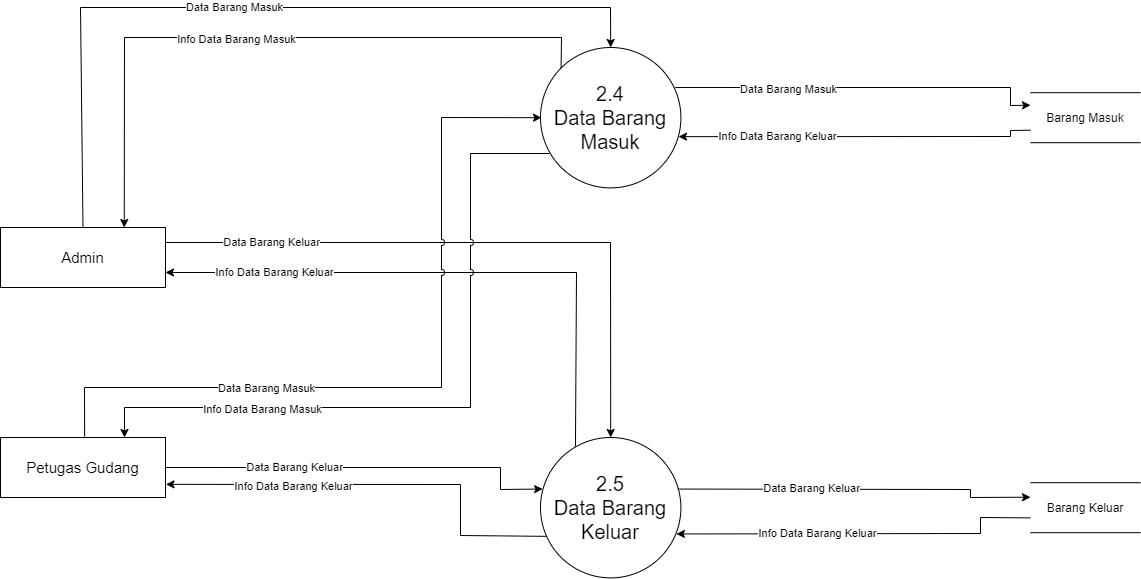 Data Barang Masuk
Info Data Barang Masuk
2.4
Data Barang
Masuk
Data Barang Masuk
Barang Masuk
Info Data Barang Keluar
Admin
Data Barang Keluar
Info Data Barang Keluar
Data Barang Masuk
Info Data Barang Masuk
Petugas Gudang
Data Barang Keluar
Info Data Barang Keluar
2.5
Data Barang
Keluar
Data Barang Keluar
Barang Keluar
Info Data Barang Keluar